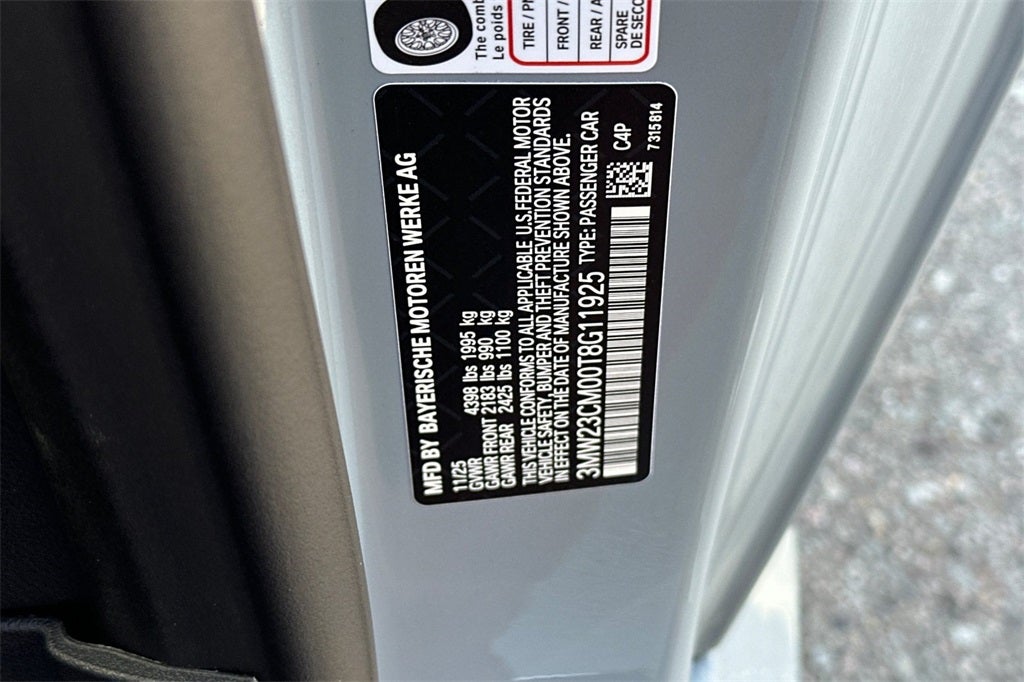 The comb
Le poids
TIRE / P
FRONT /
REAR / A
SPARE
DE SECO
MFD BY BAYERISCHE MOTOREN WERKE AG
11/25
GVWR 4398 lbs 1995 kg
GAWR FRONT 2183 lbs 990 kg
GAWR REAR 2425 lbs 1100 kg
THIS VEHICLE CONFORMS TO ALL APPLICABLE U.S.FEDERAL MOTOR
VEHICLE SAFETY, BUMPER AND THEFT PREVENTION STANDARDS
IN EFFECT ON THE DATE OF MANUFACTURE SHOWN ABOVE.
3MW23CM00T8G11925 TYPE: PASSENGER CAR
C4P
7315814